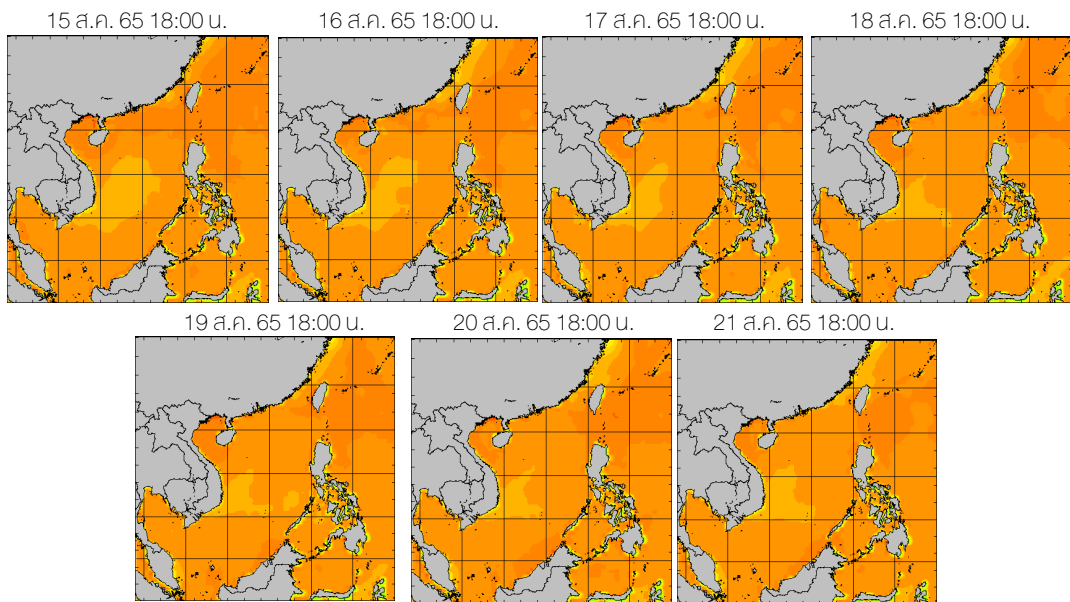 15 ส.ค. 65 18:00 น.
16 ส.ค. 65 18:00 น.
17 ส.ค. 65 18:00 น.
18 ส.ค. 65 18:00 น.
19 ส.ค. 65 18:00 น.
20 ส.ค. 65 18:00 น.
21 ส.ค. 65 18:00 น.